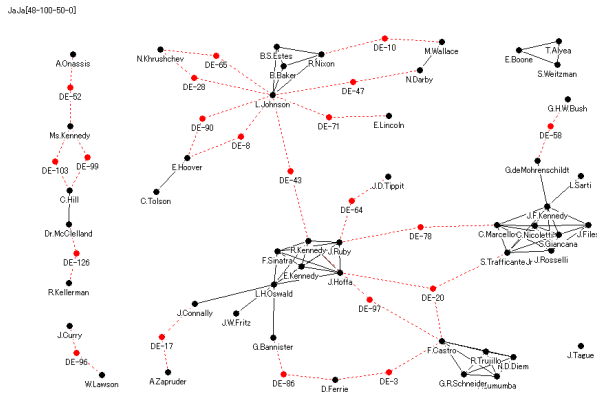 JaJa[48-100-50-0]
A.Onassis
N.Khrushchev
B.S.Estes
R.Nixon
DE-10
M.Wallace
T.Alyea
E.Boone
DE-65
B.Baker
S.Weitzman
DE-52
DE-28
L.Johnson
DE-47
N.Darby
G.H.W.Bush
DE-90
DE-71
E.Lincoln
Ms.Kennedy
DE-8
DE-58
DE-103
DE-99
E.Hoover
G.deMohrenschildt
DE-43
J.D.Tippit
L.Sarti
C.Hill
C.Tolson
DE-64
J.F.Kennedy
Dr.McClelland
DE-78
C.Marcello
C.Nicoletti
J.Files
R.Kennedy
J.Ruby
S.Giancana
F.Sinatra
S.Trafficante Jr
J.Rosselli
DE-126
E.Kennedy
J.Hoffa
R.Kellerman
L.H.Oswald
DE-20
J.Connally
DE-97
J.W.Fritz
J.Curry
DE-17
G.Bannister
F.Castro
R.Trujillo
J.Tague
DE-96
N.D.Diem
W.Lawson
A.Zapruder
DE-86
D.Ferrie
DE-3
G.R.Schneider